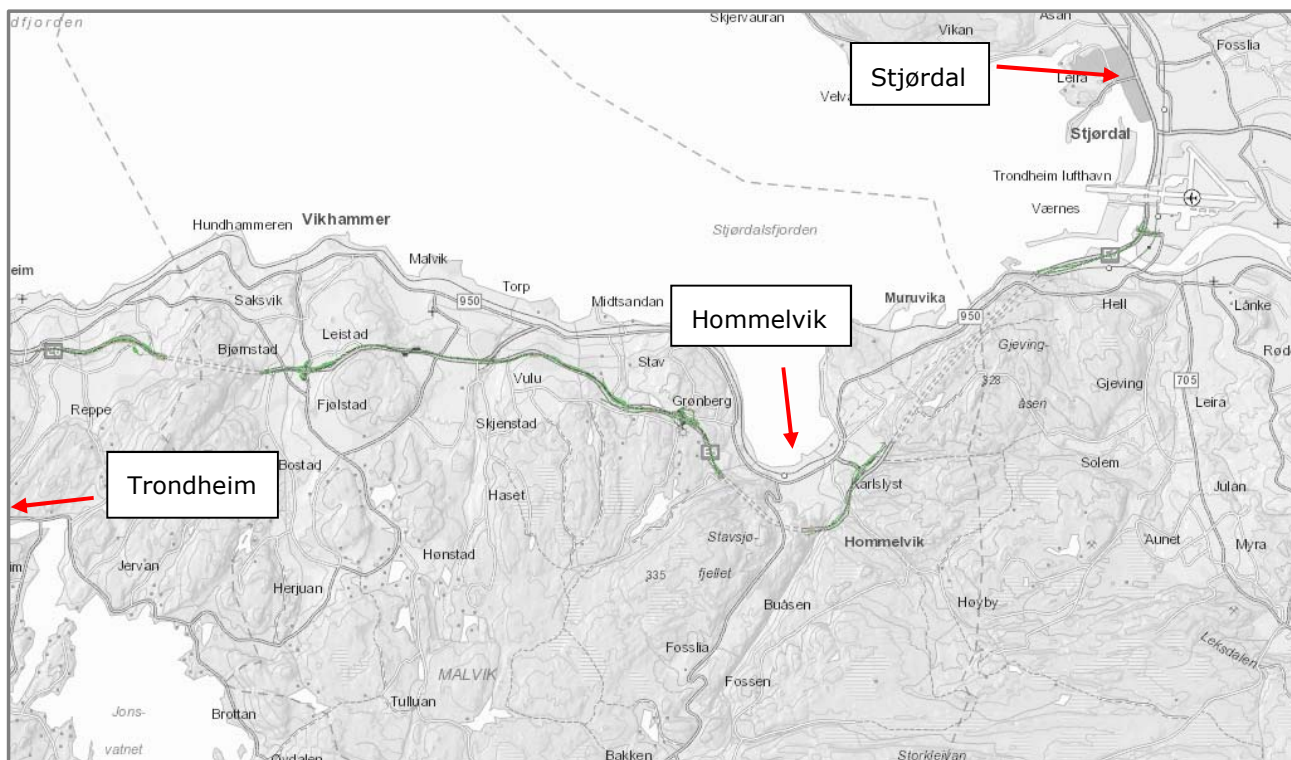 dfjorden
Skjervauran
Åsan
Vikan
Fosslia
Stjørdal
Leira
Stjørdal
Trondheim lufthavn
Værnes
Hundhammeren
Vikhammer
Stjørdalsfjorden
Malvik
eim
Torp
Saksvik
950
Midtsandan
Hommelvik
Muruvika
950
Hell
Lånke
Leistad
Bjørnstad
Stav
Gjeving-
328
åsen
Gjeving
705
Vulu
Fjølstad
Reppe
Grønberg
Leira
Skjenstad
E6
Bostad
Solem
Trondheim
Haset
Karlslyst
Julan
Hønstad
Stavsjø-
fjellet
Hommelvik
Aunet
Myra
Jervan
335
Herjuan
Buåsen
Høyby
Fosslia
Leksdalen
MALVIK
Fossen
Tulluan
Jons-
vatnet
Brottan
Bakken